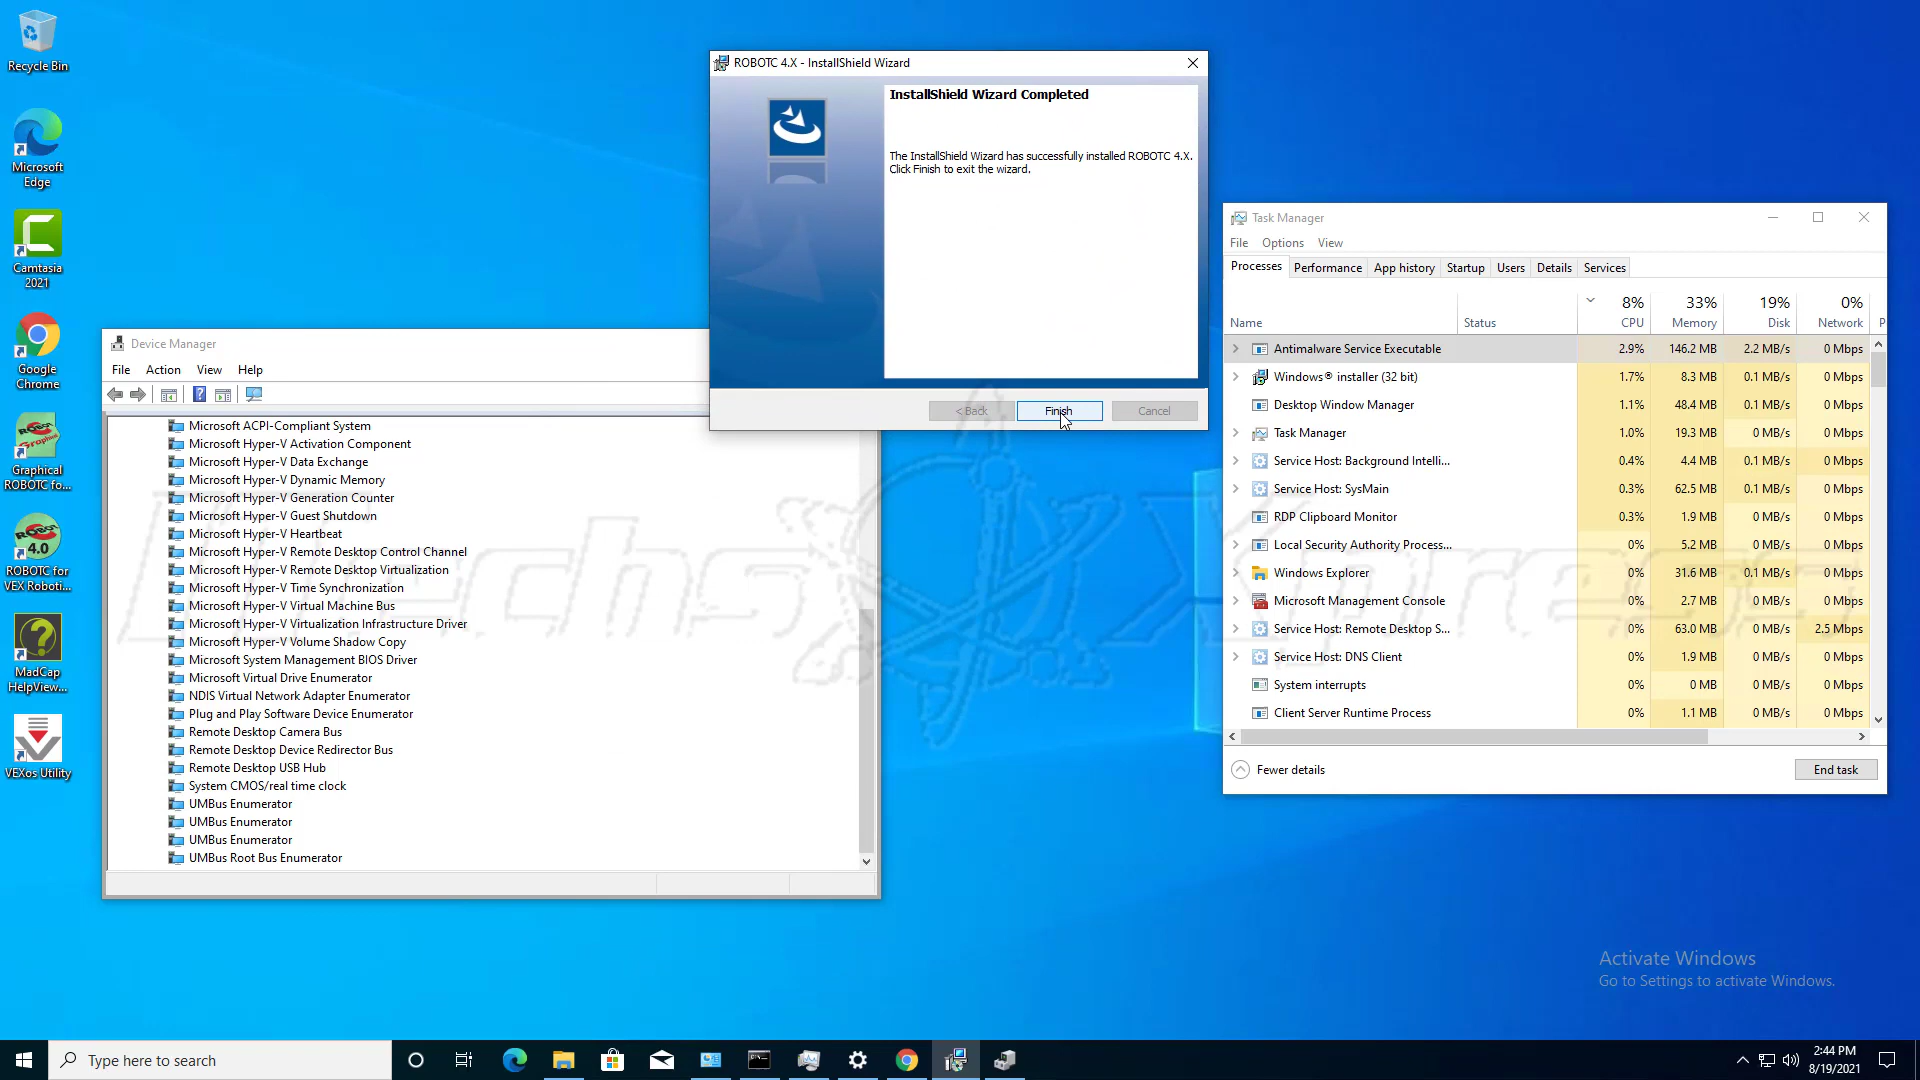 Recycle Bin
Microsoft
Edge
Camtasia
2021
Google
Chrome
Graphical
ROBOTC fo...
4.0
ROBOTC for
VEX Roboti...
MadCap
HelpView...
VEXos Utility
ROBOTC 4.X - InstallShield Wizard
InstallShield Wizard Completed
The InstallShield Wizard has successfully installed ROBOTC 4.X.
Click Finish to exit the wizard.
< Back
Finish
Cancel
Device Manager
File Action View Help
Microsoft ACPI-Compliant System
Microsoft Hyper-V Activation Component
Microsoft Hyper-V Data Exchange
Microsoft Hyper-V Dynamic Memory
Microsoft Hyper-V Generation Counter
Microsoft Hyper-V Guest Shutdown
Microsoft Hyper-V Heartbeat
Microsoft Hyper-V Remote Desktop Control Channel
Microsoft Hyper-V Remote Desktop Virtualization
Microsoft Hyper-V Time Synchronization
Microsoft Hyper-V Virtual Machine Bus
Microsoft Hyper-V Virtualization Infrastructure Driver
Microsoft Hyper-V Volume Shadow Copy
Microsoft System Management BIOS Driver
Microsoft Virtual Drive Enumerator
NDIS Virtual Network Adapter Enumerator
Plug and Play Software Device Enumerator
Remote Desktop Camera Bus
Remote Desktop Device Redirector Bus
Remote Desktop USB Hub
System CMOS/real time clock
UMBus Enumerator
UMBus Enumerator
UMBus Enumerator
UMBus Root Bus Enumerator
Task Manager
File Options View
Processes Performance App history Startup Users Details Services
8% 33% 19% 0%
Name Status CPU Memory Disk Network P
Antimalware Service Executable 2.9% 146.2 MB 2.2 MB/s 0 Mbps
Windows® installer (32 bit) 1.7% 8.3 MB 0.1 MB/s 0 Mbps
Desktop Window Manager 1.1% 48.4 MB 0.1 MB/s 0 Mbps
Task Manager 1.0% 19.3 MB 0 MB/s 0 Mbps
Service Host: Background Intelli... 0.4% 4.4 MB 0.1 MB/s 0 Mbps
Service Host: SysMain 0.3% 62.5 MB 0.1 MB/s 0 Mbps
RDP Clipboard Monitor 0.3% 1.9 MB 0 MB/s 0 Mbps
Local Security Authority Process... 0% 5.2 MB 0 MB/s 0 Mbps
Windows Explorer 0% 31.6 MB 0.1 MB/s 0 Mbps
Microsoft Management Console 0% 2.7 MB 0 MB/s 0 Mbps
Service Host: Remote Desktop S... 0% 63.0 MB 0 MB/s 2.5 Mbps
Service Host: DNS Client 0% 1.9 MB 0 MB/s 0 Mbps
System interrupts 0% 0 MB 0 MB/s 0 Mbps
Client Server Runtime Process 0% 1.1 MB 0 MB/s 0 Mbps
Fewer details
End task
Activate Windows
Go to Settings to activate Windows.
Type here to search
2:44 PM
8/19/2021